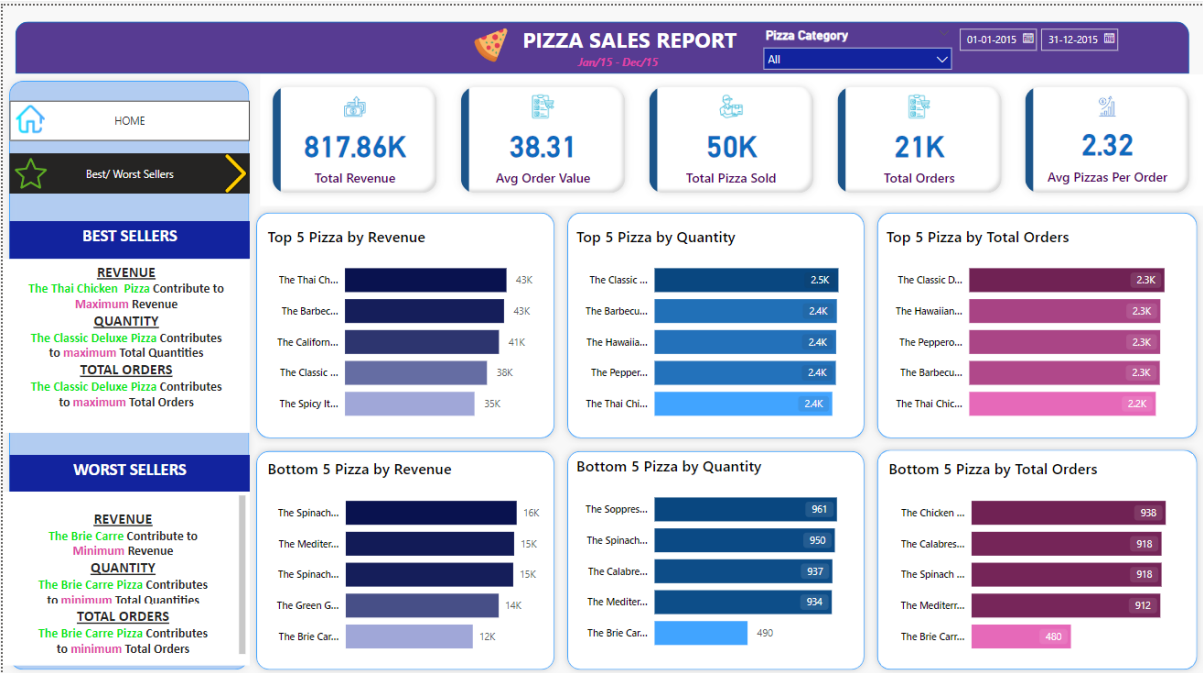 PIZZA SALES REPORT
Jan/15 - Dec/15
Pizza Category
All
01-01-2015
31-12-2015
HOME
Best/ Worst Sellers
817.86K
Total Revenue
38.31
Avg Order Value
50K
Total Pizza Sold
21K
Total Orders
2.32
Avg Pizzas Per Order
BEST SELLERS
REVENUE
The Thai Chicken Pizza Contribute to
Maximum Revenue
QUANTITY
The Classic Deluxe Pizza Contributes
to maximum Total Quantities
TOTAL ORDERS
The Classic Deluxe Pizza Contributes
to maximum Total Orders
WORST SELLERS
REVENUE
The Brie Carre Contribute to
Minimum Revenue
QUANTITY
The Brie Carre Pizza Contributes
to minimum Total Quantities
TOTAL ORDERS
The Brie Carre Pizza Contributes
to minimum Total Orders
Top 5 Pizza by Revenue
The Thai Ch... 43K
The Barbec... 43K
The Californ... 41K
The Classic ... 38K
The Spicy It... 35K
Top 5 Pizza by Quantity
The Classic ... 2.5K
The Barbecu... 2.4K
The Hawaiia... 2.4K
The Pepper... 2.4K
The Thai Chi... 2.4K
Top 5 Pizza by Total Orders
The Classic D... 2.3K
The Hawaiian... 2.3K
The Peppero... 2.3K
The Barbecu... 2.3K
The Thai Chic... 2.2K
Bottom 5 Pizza by Revenue
The Spinach... 16K
The Mediter... 15K
The Spinach... 15K
The Green G... 14K
The Brie Car... 12K
Bottom 5 Pizza by Quantity
The Soppres... 961
The Spinach... 950
The Calabre... 937
The Mediter... 934
The Brie Car... 490
Bottom 5 Pizza by Total Orders
The Chicken ... 938
The Calabres... 918
The Spinach ... 918
The Mediterr... 912
The Brie Carr... 480